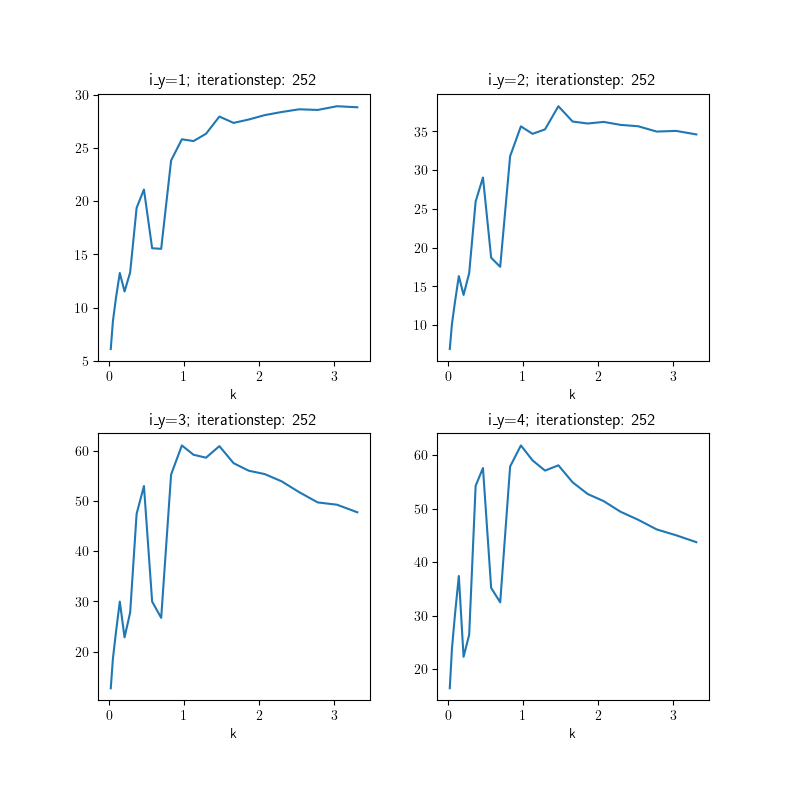 i_y=1; iterationstep: 252
30
25
20
15
10
5
0 1 2 3
k
i_y=2; iterationstep: 252
35
30
25
20
15
10
0 1 2 3
k
i_y=3; iterationstep: 252
60
50
40
30
20
0 1 2 3
k
i_y=4; iterationstep: 252
60
50
40
30
20
0 1 2 3
k